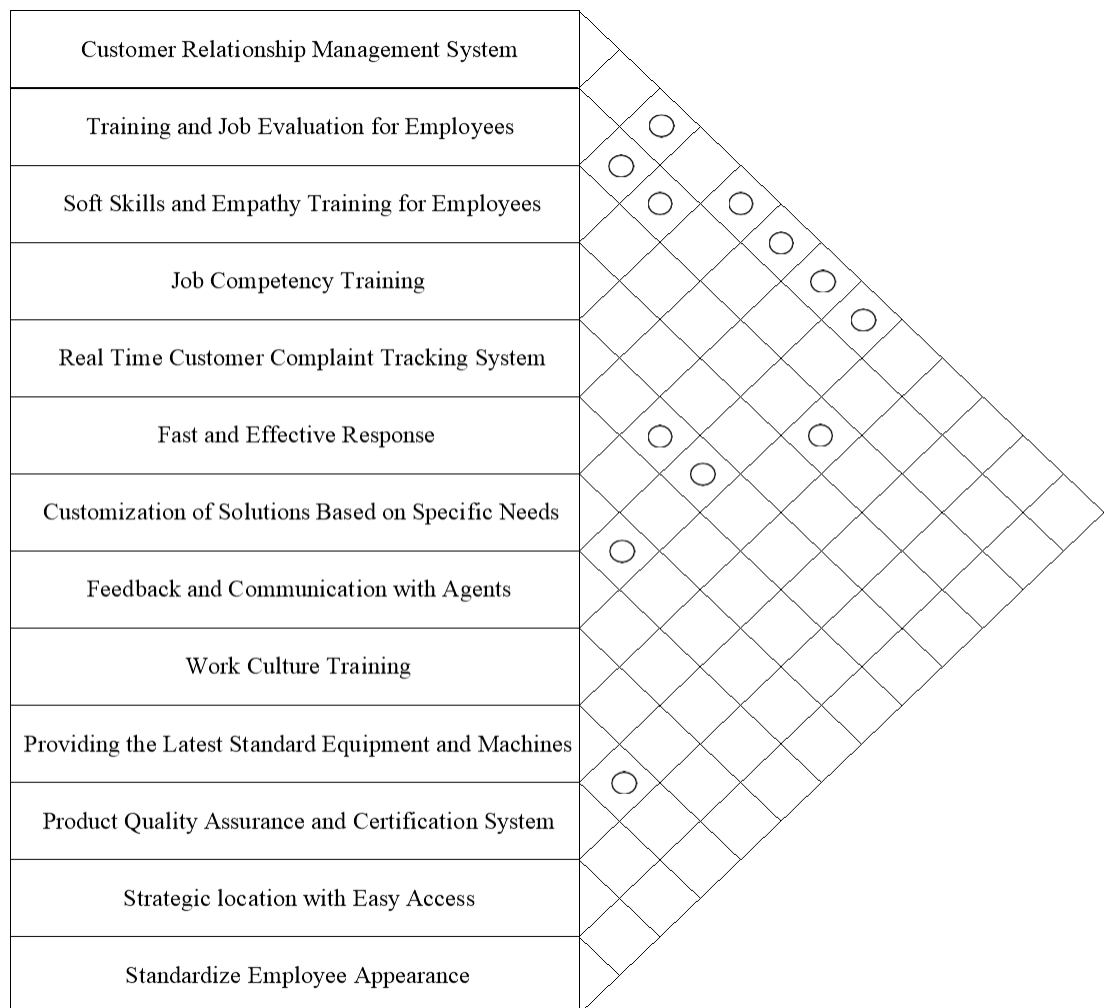 Customer Relationship Management System
Training and Job Evaluation for Employees
Soft Skills and Empathy Training for Employees
Job Competency Training
Real Time Customer Complaint Tracking System
Fast and Effective Response
Customization of Solutions Based on Specific Needs
Feedback and Communication with Agents
Work Culture Training
Providing the Latest Standard Equipment and Machines
Product Quality Assurance and Certification System
Strategic location with Easy Access
Standardize Employee Appearance